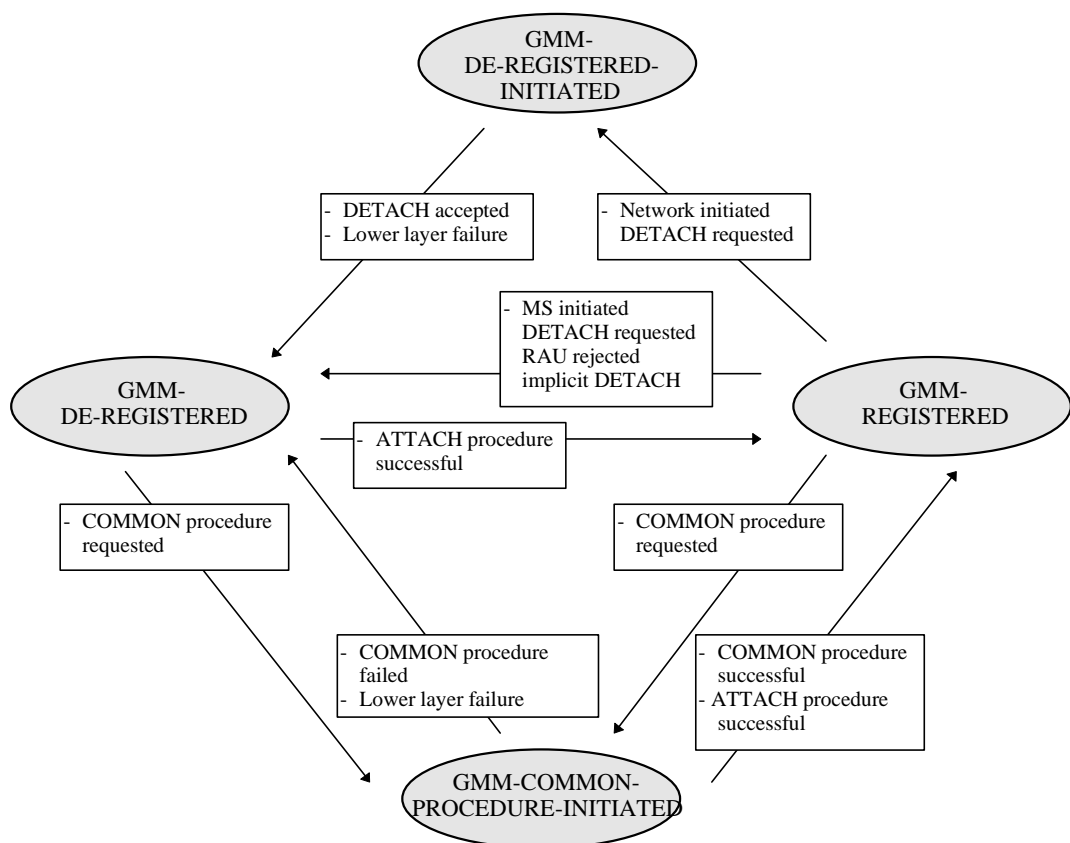 GMM-
DE-REGISTERED-
INITIATED
- DETACH accepted
- Lower layer failure
- Network initiated
DETACH requested
- MS initiated
DETACH requested
RAU rejected
implicit DETACH
GMM-
DE-REGISTERED
GMM-
REGISTERED
- ATTACH procedure
successful
- COMMON procedure
requested
- COMMON procedure
requested
- COMMON procedure
failed
- Lower layer failure
- COMMON procedure
successful
- ATTACH procedure
successful
GMM-COMMON-
PROCEDURE-INITIATED